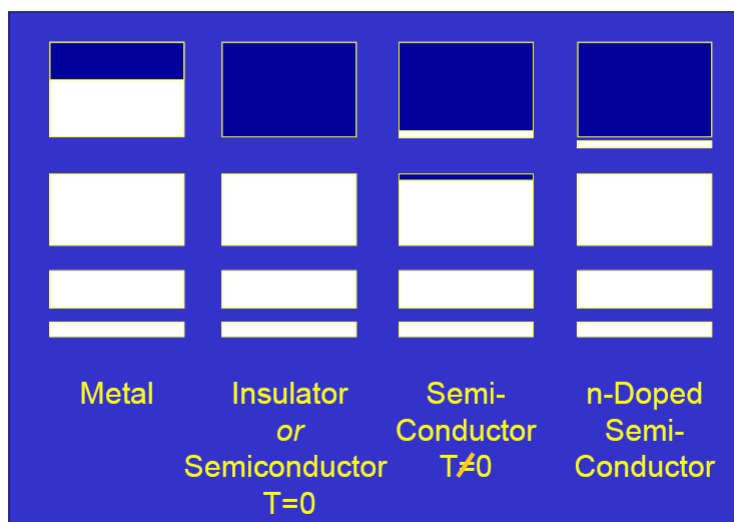 Metal
Insulator
or
Semiconductor
T=0
Semi-
Conductor
T≠0
n-Doped
Semi-
Conductor